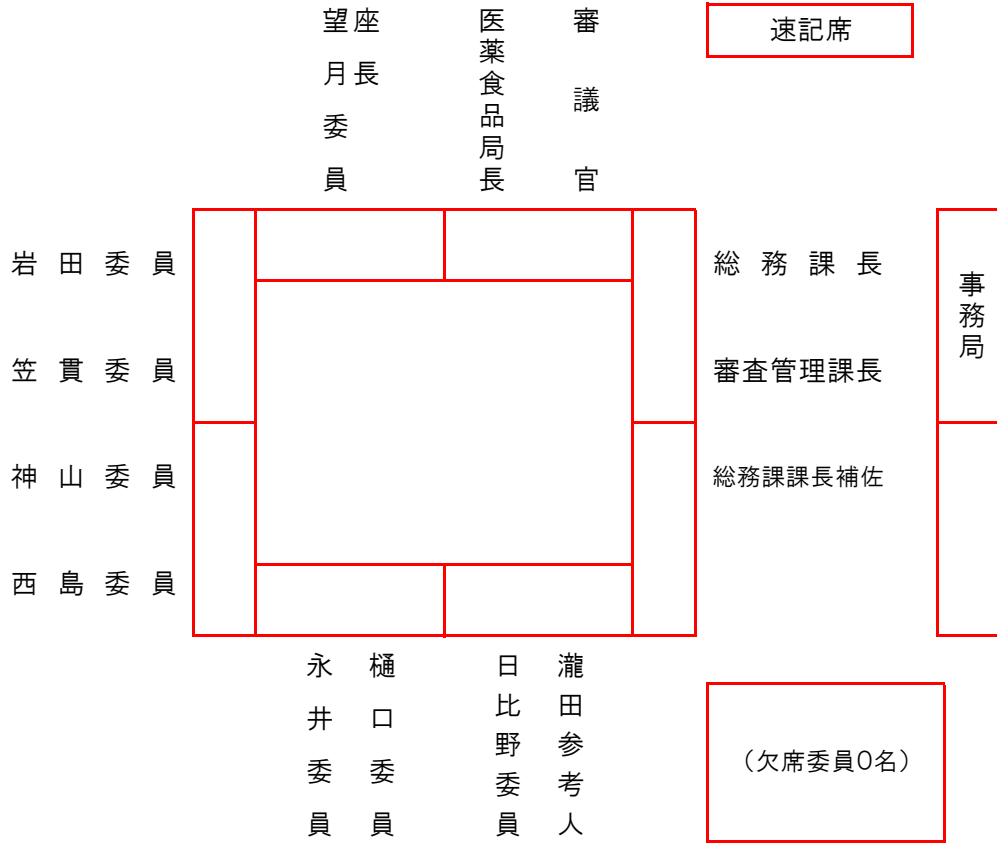 座長
望月委員
医薬食品局長
審議官
速記席
岩田委員
笠貫委員
神山委員
西島委員
総務課長
審査管理課長
総務課課長補佐
事務局
永井委員
樋口委員
日比野委員
瀧田参考人
（欠席委員0名）